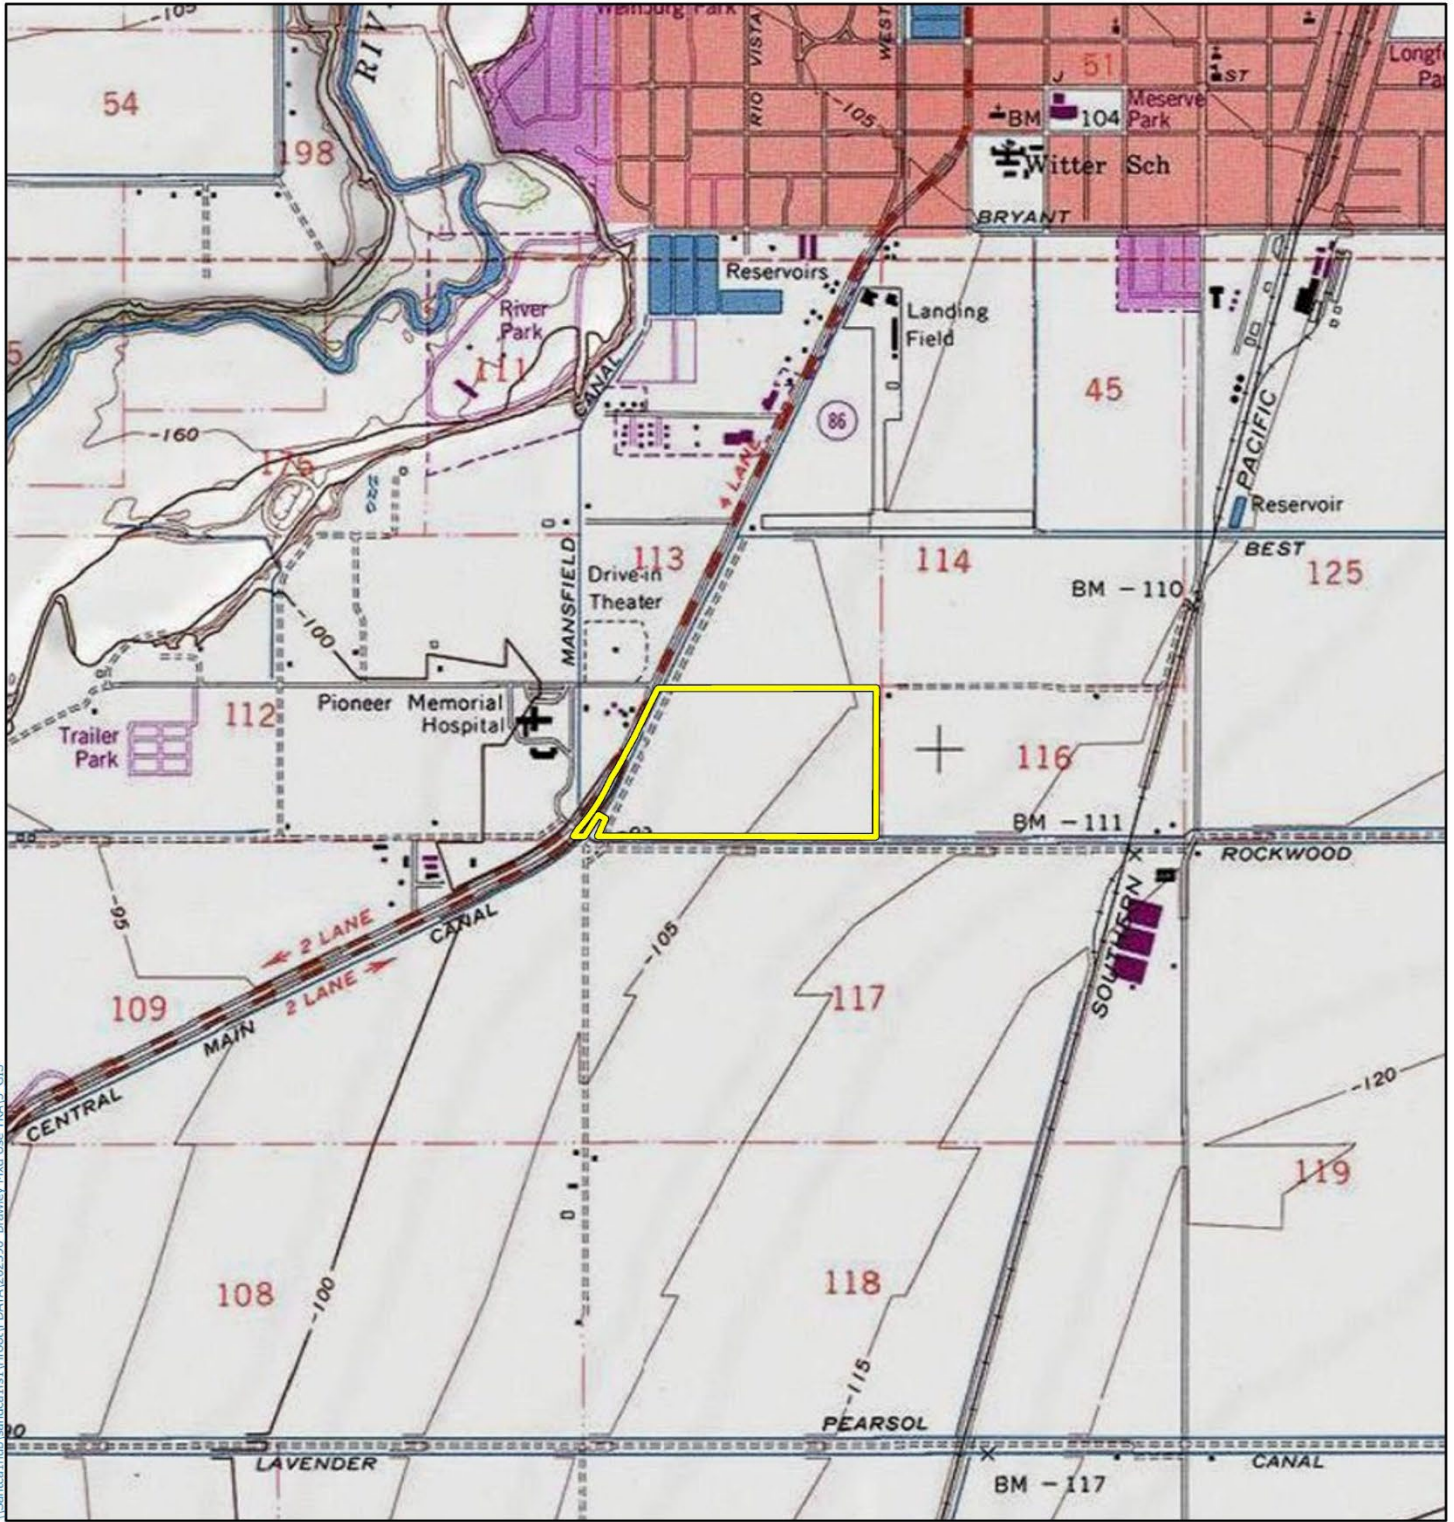 -105
Weinburg Park
RIO VISTA
WEST
RIV
51
J
ST
Longf
Pa
54
198
-105
BM
104
Meserve
Park
Witter Sch
BRYANT
Reservoirs
River
Park
Landing
Field
5
111
CANAL
45
86
PACIFIC
-160
176
4 LANE
Reservoir
BEST
113
114
125
Drive-in
Theater
MANSFIELD
BM -110
-100
Pioneer Memorial
Hospital
112
Trailer
Park
116
BM -111
ROCKWOOD
-95
CANAL
2 LANE
2 LANE
-105
SOUTHERN
109
117
MAIN
CENTRAL
-120
119
108
118
-100
-115
PEARSOL
LAVENDER
CANAL
BM -117